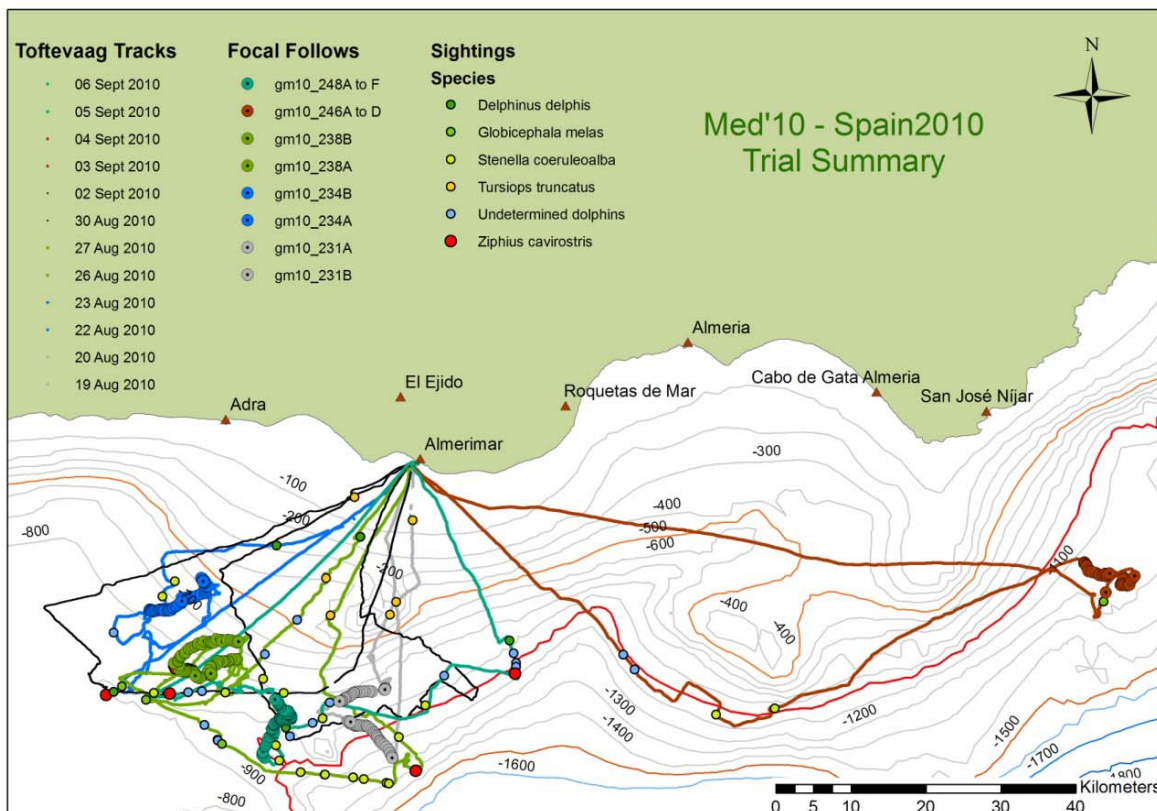 Toftevaag Tracks
06 Sept 2010
05 Sept 2010
04 Sept 2010
03 Sept 2010
02 Sept 2010
30 Aug 2010
27 Aug 2010
26 Aug 2010
23 Aug 2010
22 Aug 2010
20 Aug 2010
19 Aug 2010
Focal Follows
gm10_248A to F
gm10_246A to D
gm10_238B
gm10_238A
gm10_234B
gm10_234A
gm10_231A
gm10_231B
Sightings
Species
Delphinus delphis
Globicephala melas
Stenella coeruleoalba
Tursiops truncatus
Undetermined dolphins
Ziphius cavirostris
N
Med'10 - Spain2010
Trial Summary
Almeria
El Ejido
Adra
Roquetas de Mar
Cabo de Gata Almeria
San José Níjar
Almerimar
-100
-200
-300
-400
-500
-600
-800
-200
-400
-400
-1100
-1300
-1400
-1200
-1500
-1600
-1700
-1800
-900
-800
Kilometers
0 5 10 20 30 40